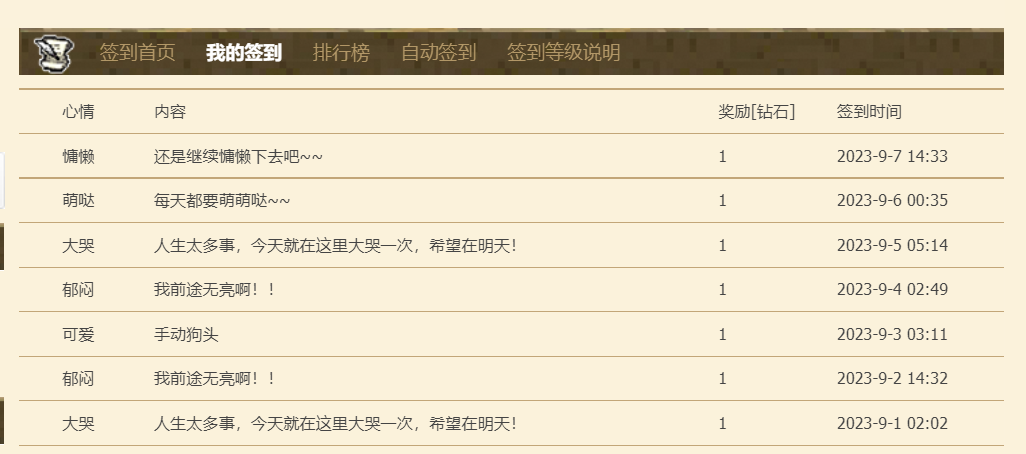 签到首页 我的签到 排行榜 自动签到 签到等级说明
心情 内容 奖励[钻石] 签到时间
慵懒 还是继续慵懒下去吧~~ 1 2023-9-7 14:33
萌哒 每天都要萌萌哒~~ 1 2023-9-6 00:35
大哭 人生太多事，今天就在这里大哭一次，希望在明天！ 1 2023-9-5 05:14
郁闷 我前途无亮啊！！ 1 2023-9-4 02:49
可爱 手动狗头 1 2023-9-3 03:11
郁闷 我前途无亮啊！！ 1 2023-9-2 14:32
大哭 人生太多事，今天就在这里大哭一次，希望在明天！ 1 2023-9-1 02:02